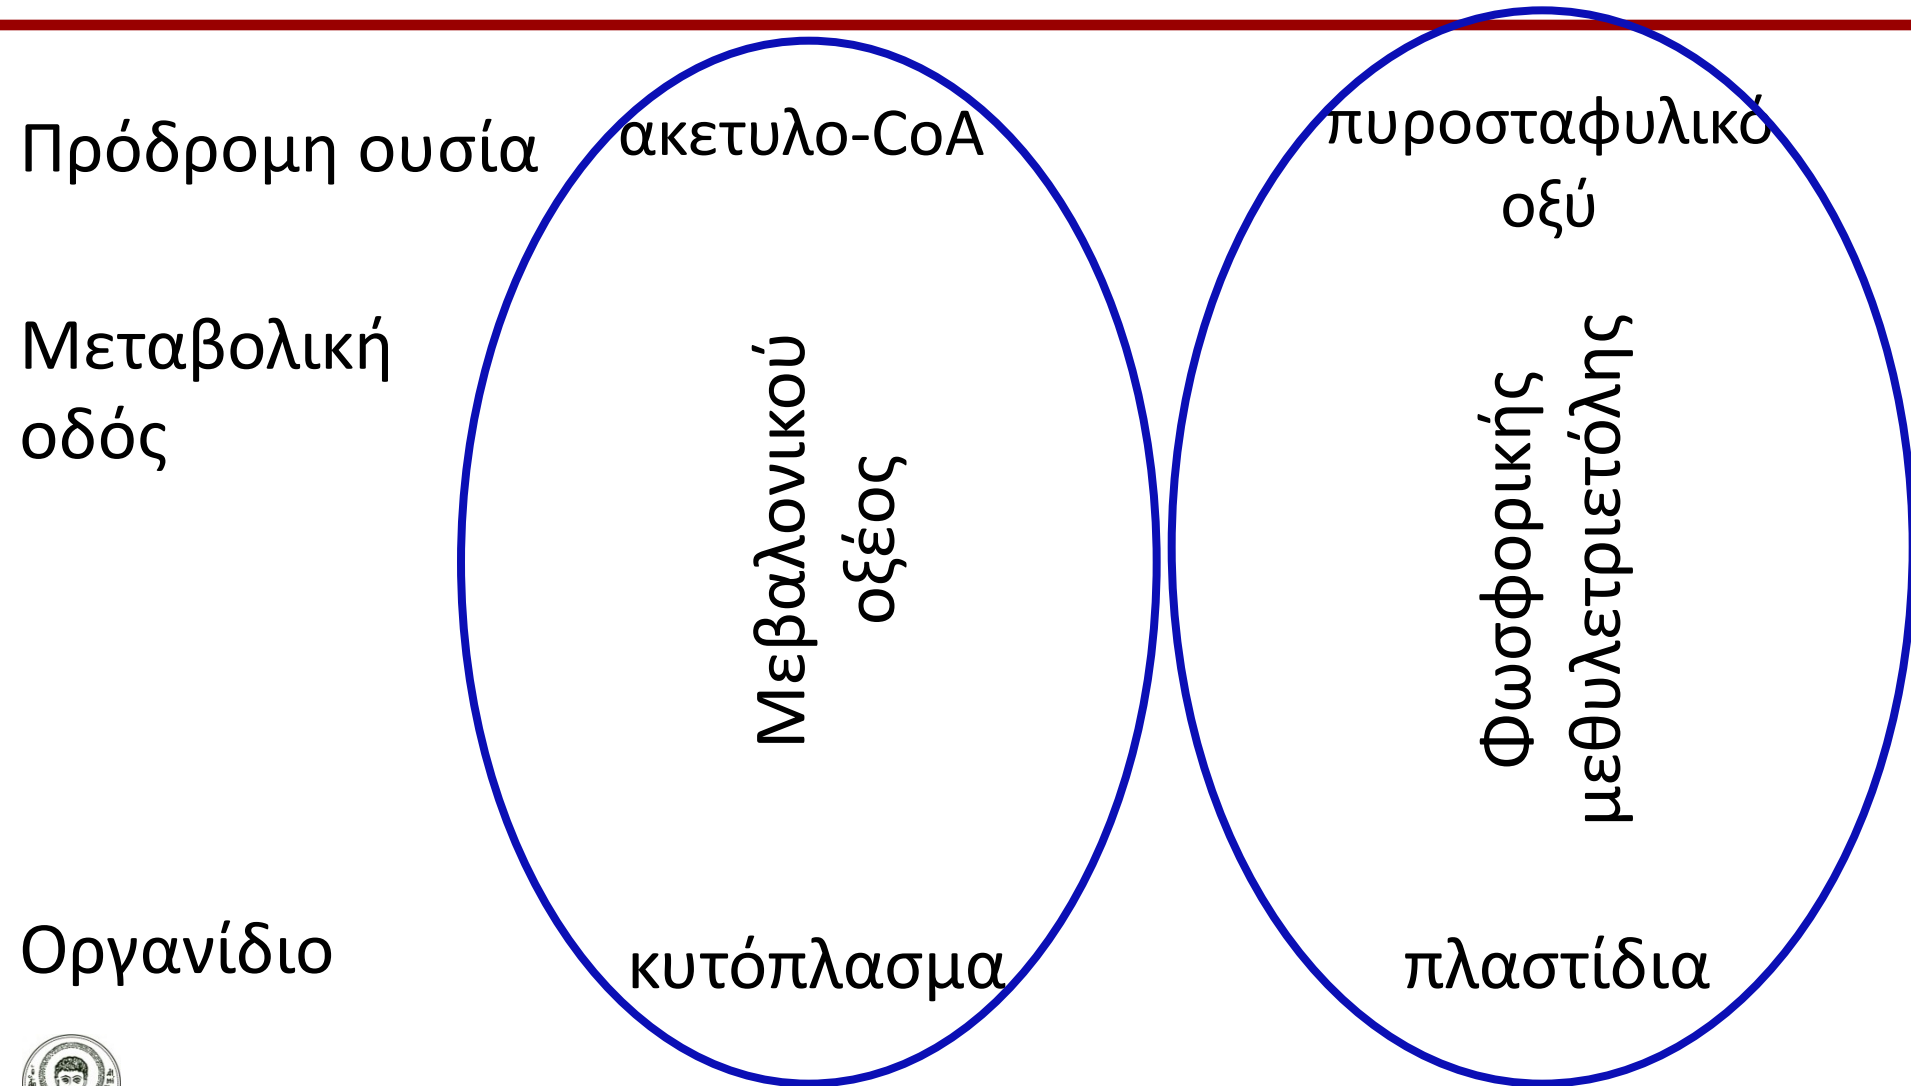 Πρόδρομη ουσία
ακετυλο-CoA
πυροσταφυλικό
οξύ
Μεταβολική
οδός
Μεβαλονικού
οξέος
Φωσφορικής
μεθυλετριετόλης
Οργανίδιο
κυτόπλασμα
πλαστίδια